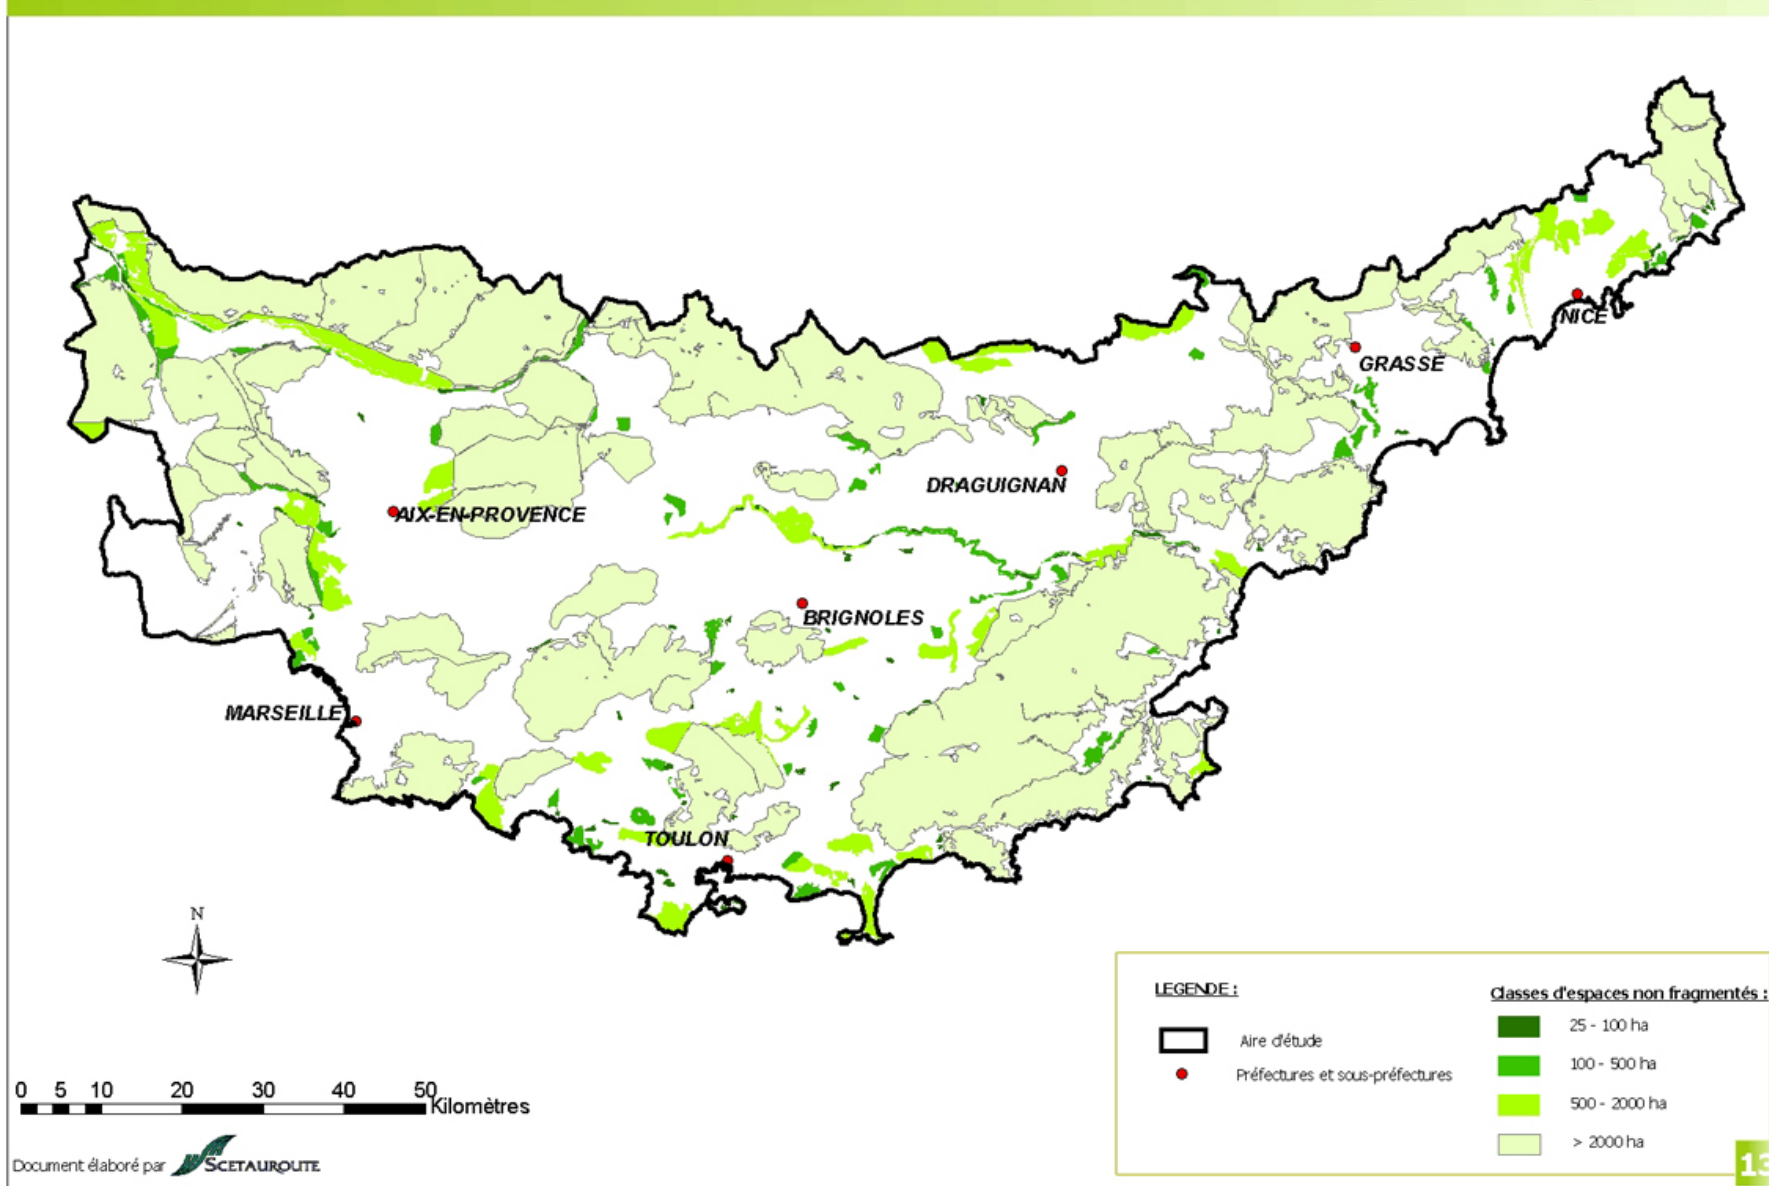 NICE
GRASSE
DRAGUIGNAN
AIX-EN-PROVENCE
BRIGNOLES
MARSEILLE
TOULON
N
LEGENDE :
Aire d'étude
Préfectures et sous-préfectures
Classes d'espaces non fragmentés :
25 - 100 ha
100 - 500 ha
500 - 2000 ha
> 2000 ha
0 5 10 20 30 40 50
Kilomètres
Document élaboré par SCETAUROUTE